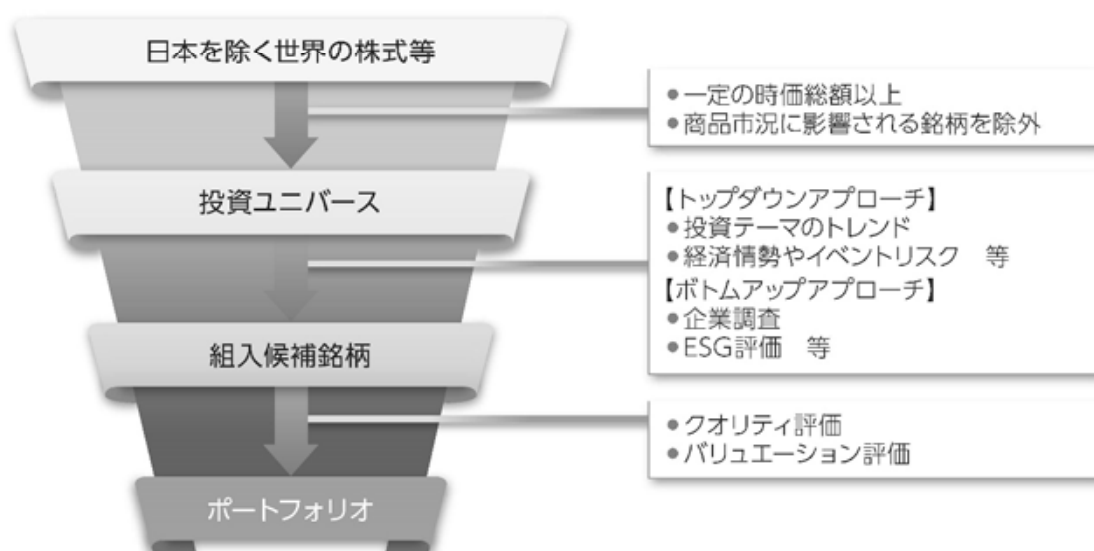 日本を除く世界の株式等
●一定の時価総額以上
●商品市況に影響される銘柄を除外
投資ユニバース
【トップダウンアプローチ】
●投資テーマのトレンド
●経済情勢やイベントリスク　等
【ボトムアップアプローチ】
●企業調査
●ESG評価　等
組入候補銘柄
●クオリティ評価
●バリュエーション評価
ポートフォリオ